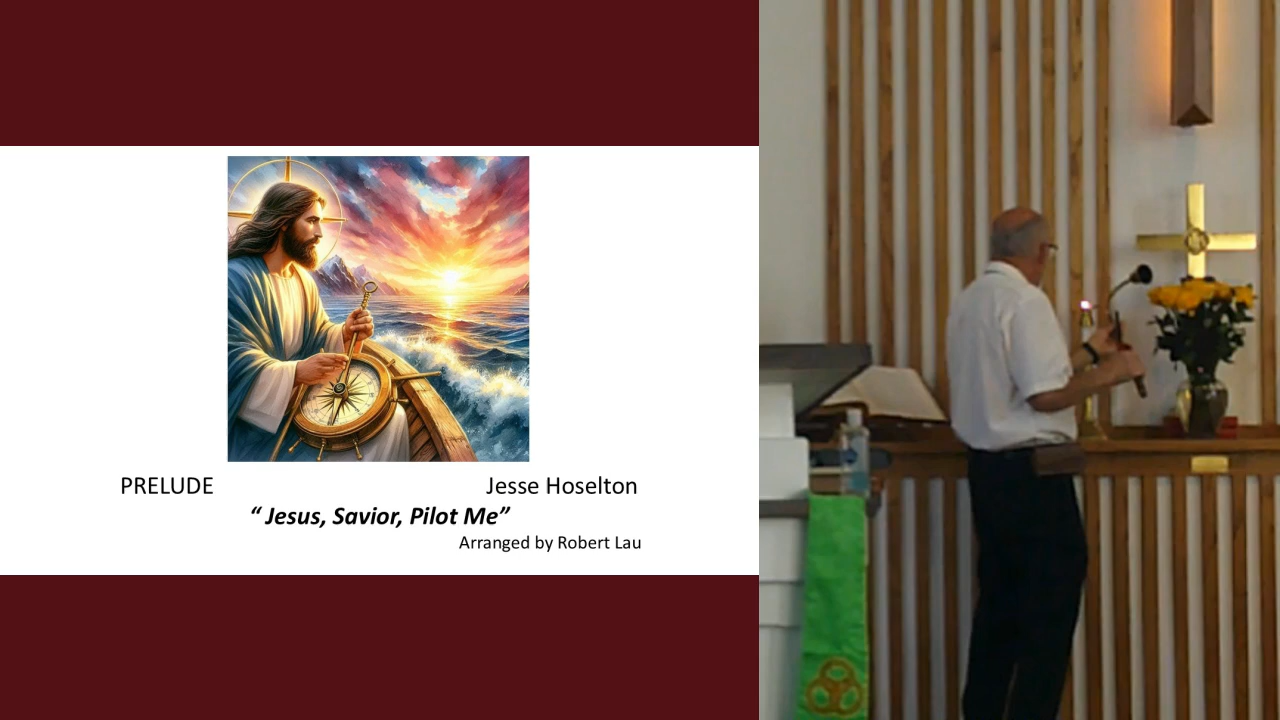 PRELUDE Jesse Hoselton
“ Jesus, Savior, Pilot Me”
Arranged by Robert Lau